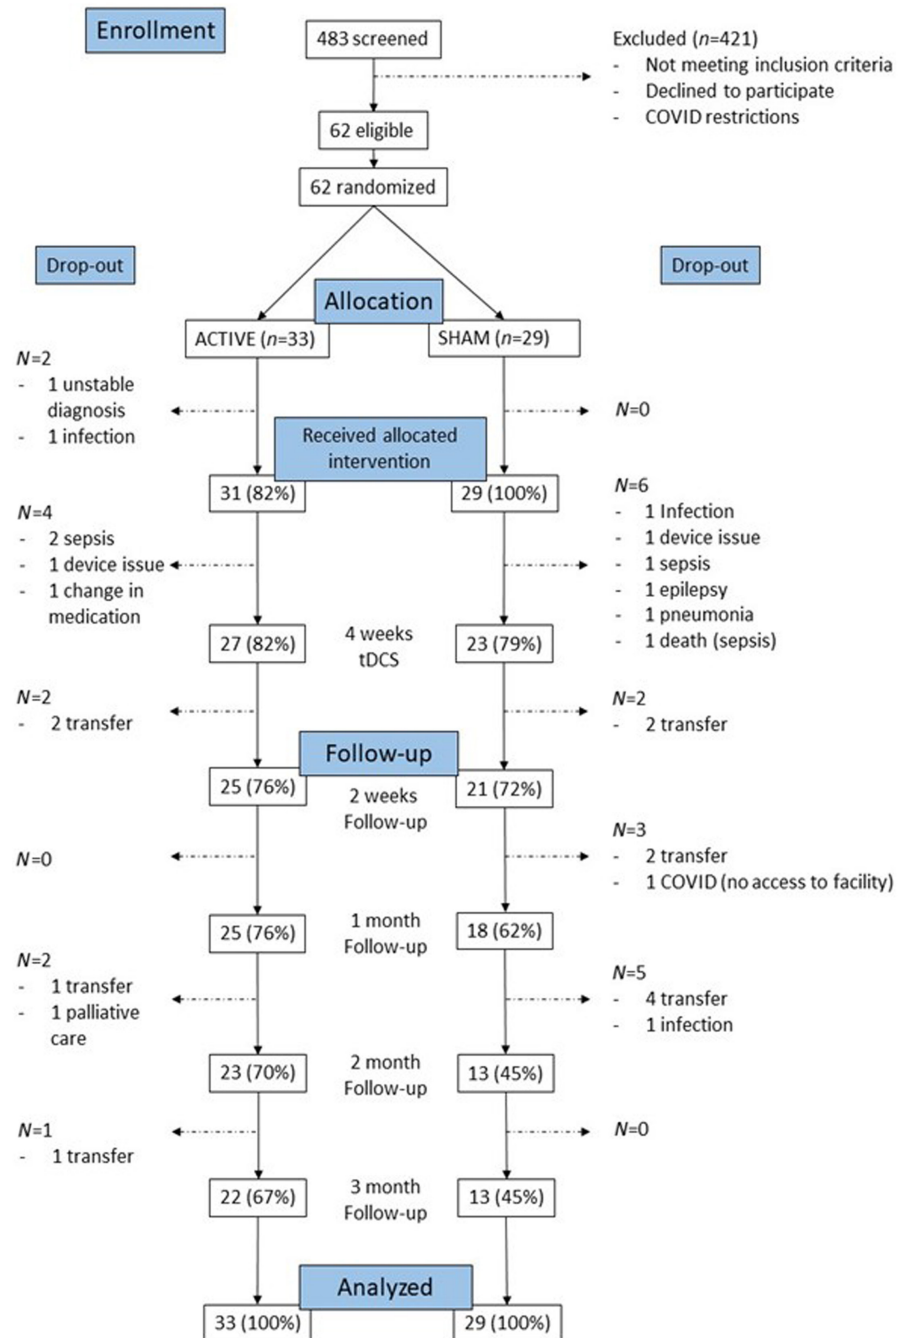 Enrollment
483 screened
Excluded (n=421)
- Not meeting inclusion criteria
- Declined to participate
- COVID restrictions
62 eligible
62 randomized
Drop-out
Drop-out
Allocation
ACTIVE (n=33)
SHAM (n=29)
N=2
- 1 unstable
diagnosis
- 1 infection
N=0
Received allocated
intervention
31 (82%)
29 (100%)
N=4
- 2 sepsis
- 1 device issue
- 1 change in
medication
N=6
- 1 Infection
- 1 device issue
- 1 sepsis
- 1 epilepsy
- 1 pneumonia
- 1 death (sepsis)
27 (82%)
4 weeks
tDCS
23 (79%)
N=2
- 2 transfer
N=2
- 2 transfer
Follow-up
25 (76%)
2 weeks
Follow-up
21 (72%)
N=0
N=3
- 2 transfer
- 1 COVID (no access to facility)
25 (76%)
1 month
Follow-up
18 (62%)
N=2
- 1 transfer
- 1 palliative
care
N=5
- 4 transfer
- 1 infection
23 (70%)
2 month
Follow-up
13 (45%)
N=1
- 1 transfer
N=0
22 (67%)
3 month
Follow-up
13 (45%)
Analyzed
33 (100%)
29 (100%)